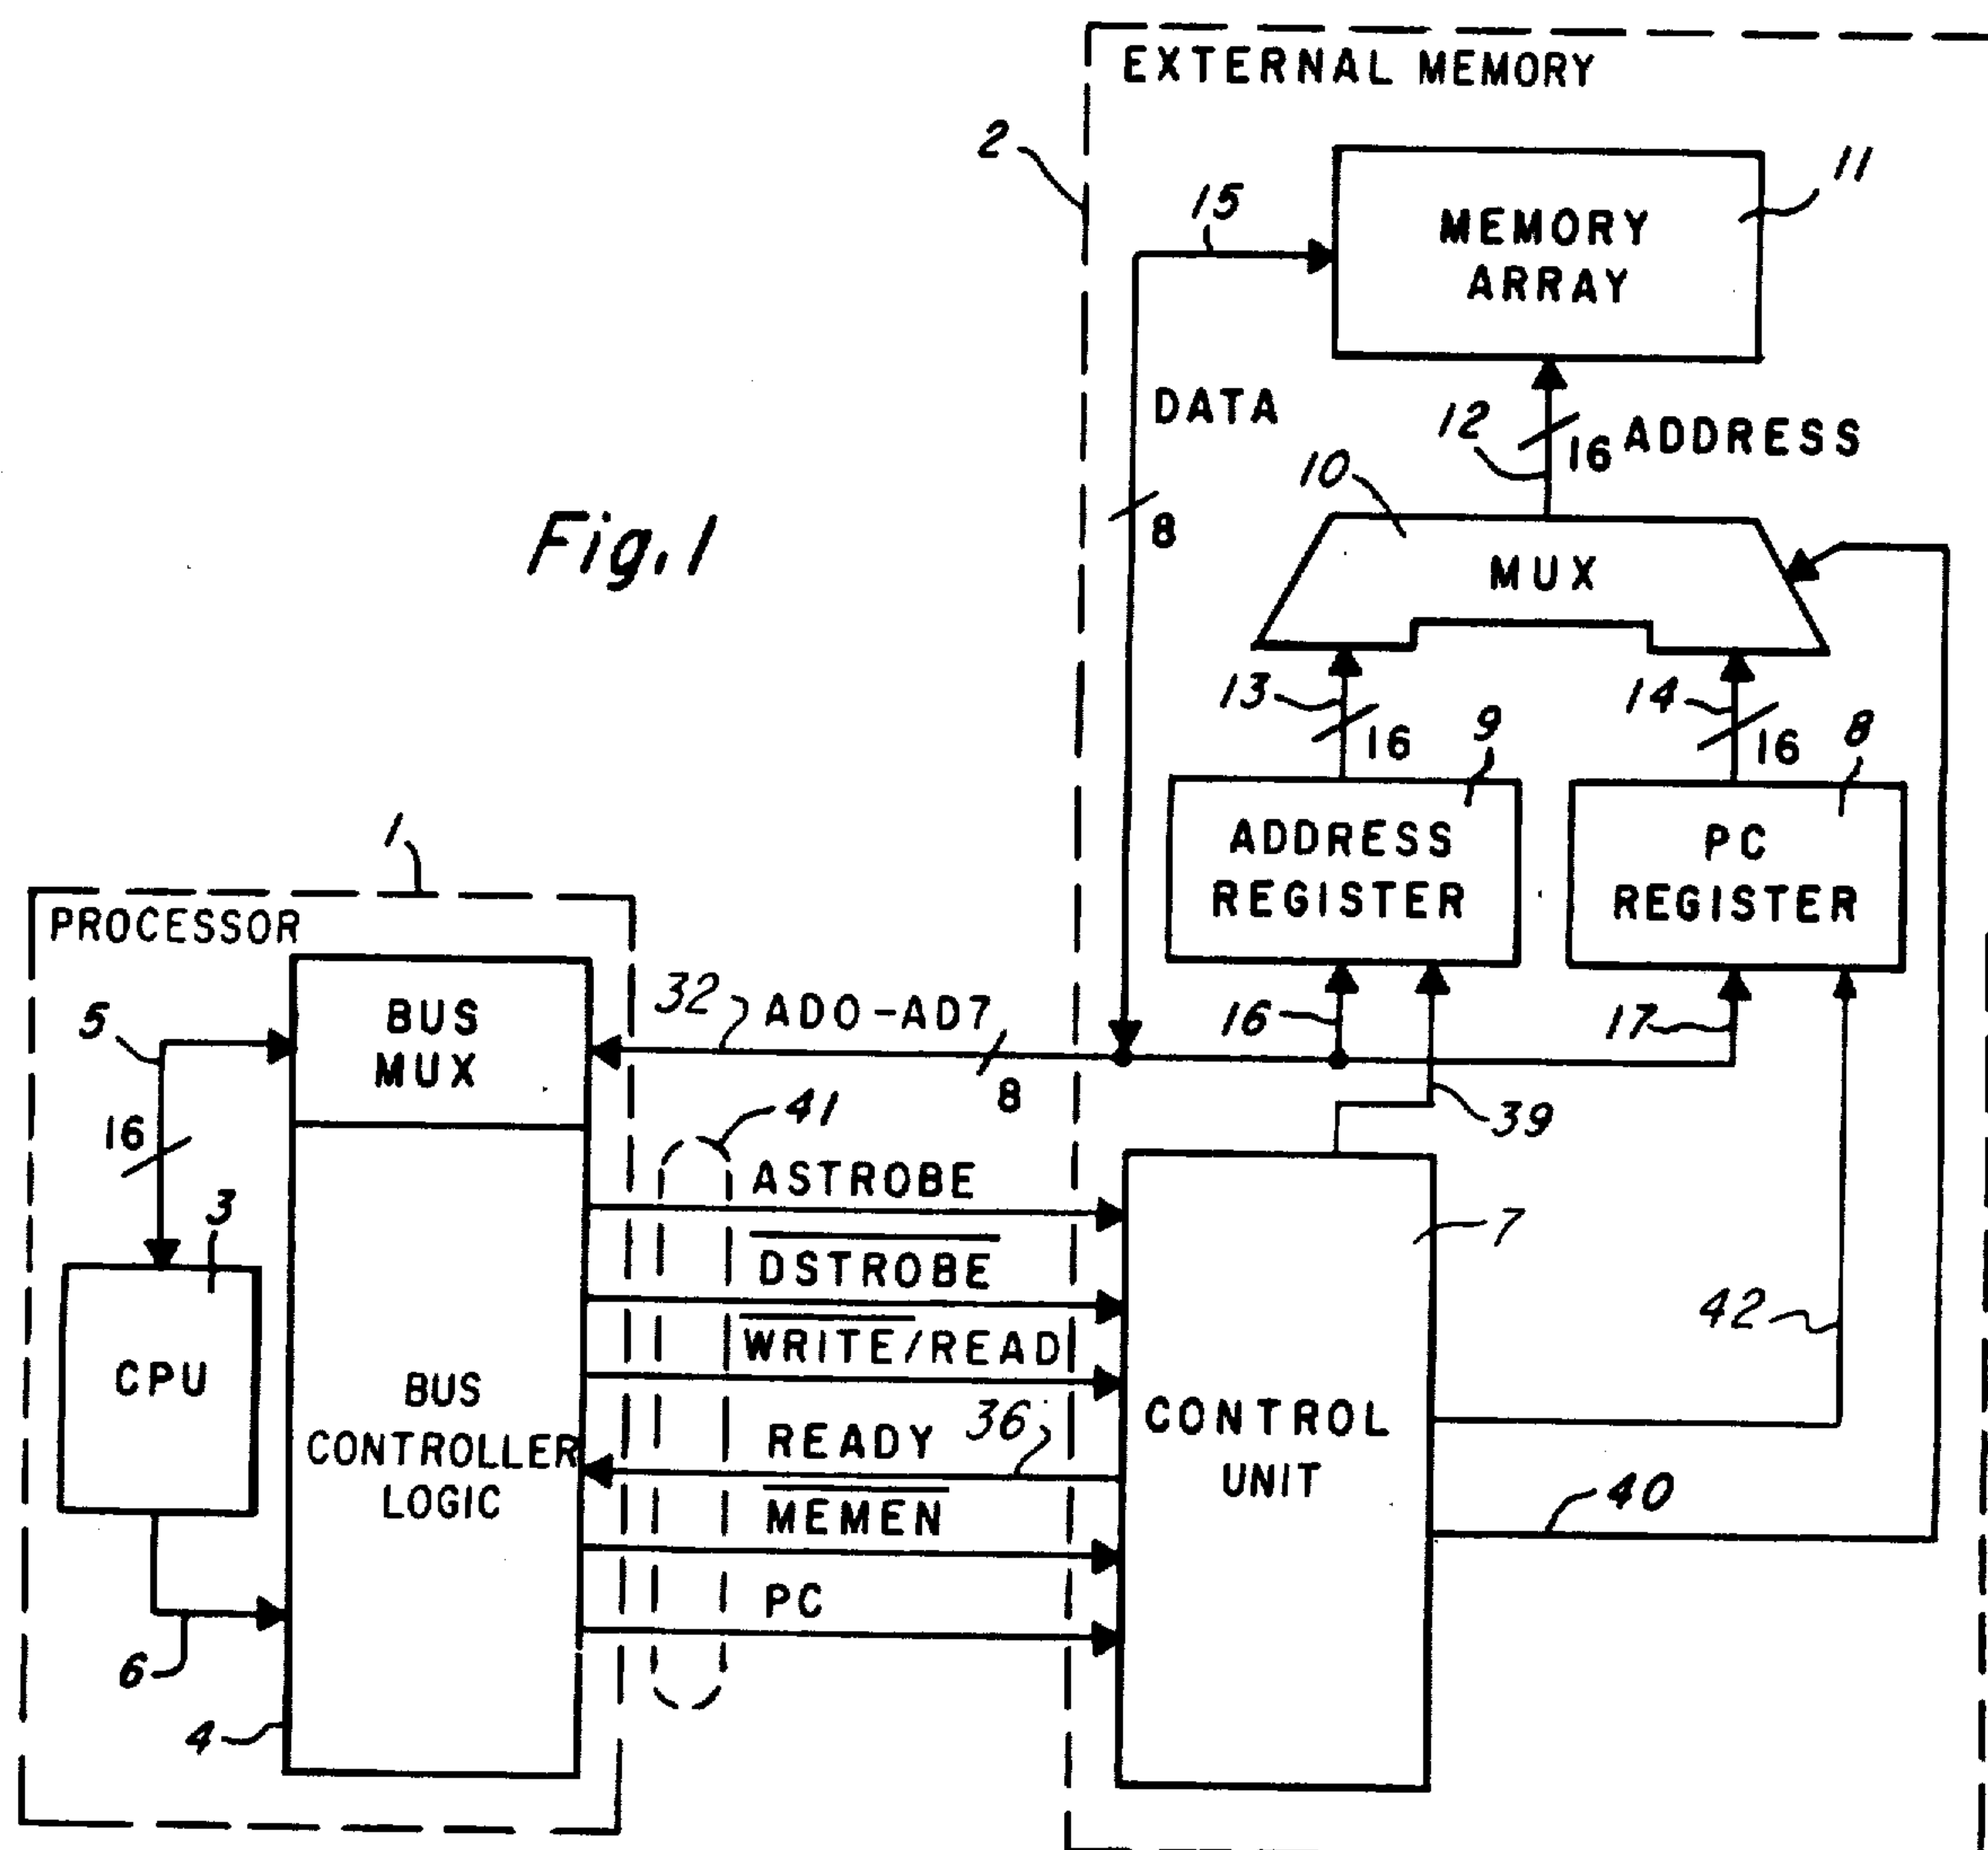 EXTERNAL MEMORY
2
15
11
MEMORY
ARRAY
DATA
12
16 ADDRESS
10
8
Fig.1
MUX
13
16
14
16
9
8
ADDRESS
REGISTER
PC
REGISTER
1
PROCESSOR
5
BUS
MUX
32
AD0-AD7
8
16
17
39
16
41
ASTROBE
3
7
DSTROBE
42
WRITE/READ
CPU
BUS
CONTROLLER
LOGIC
READY
36
CONTROL
UNIT
40
MEMEN
PC
6
4